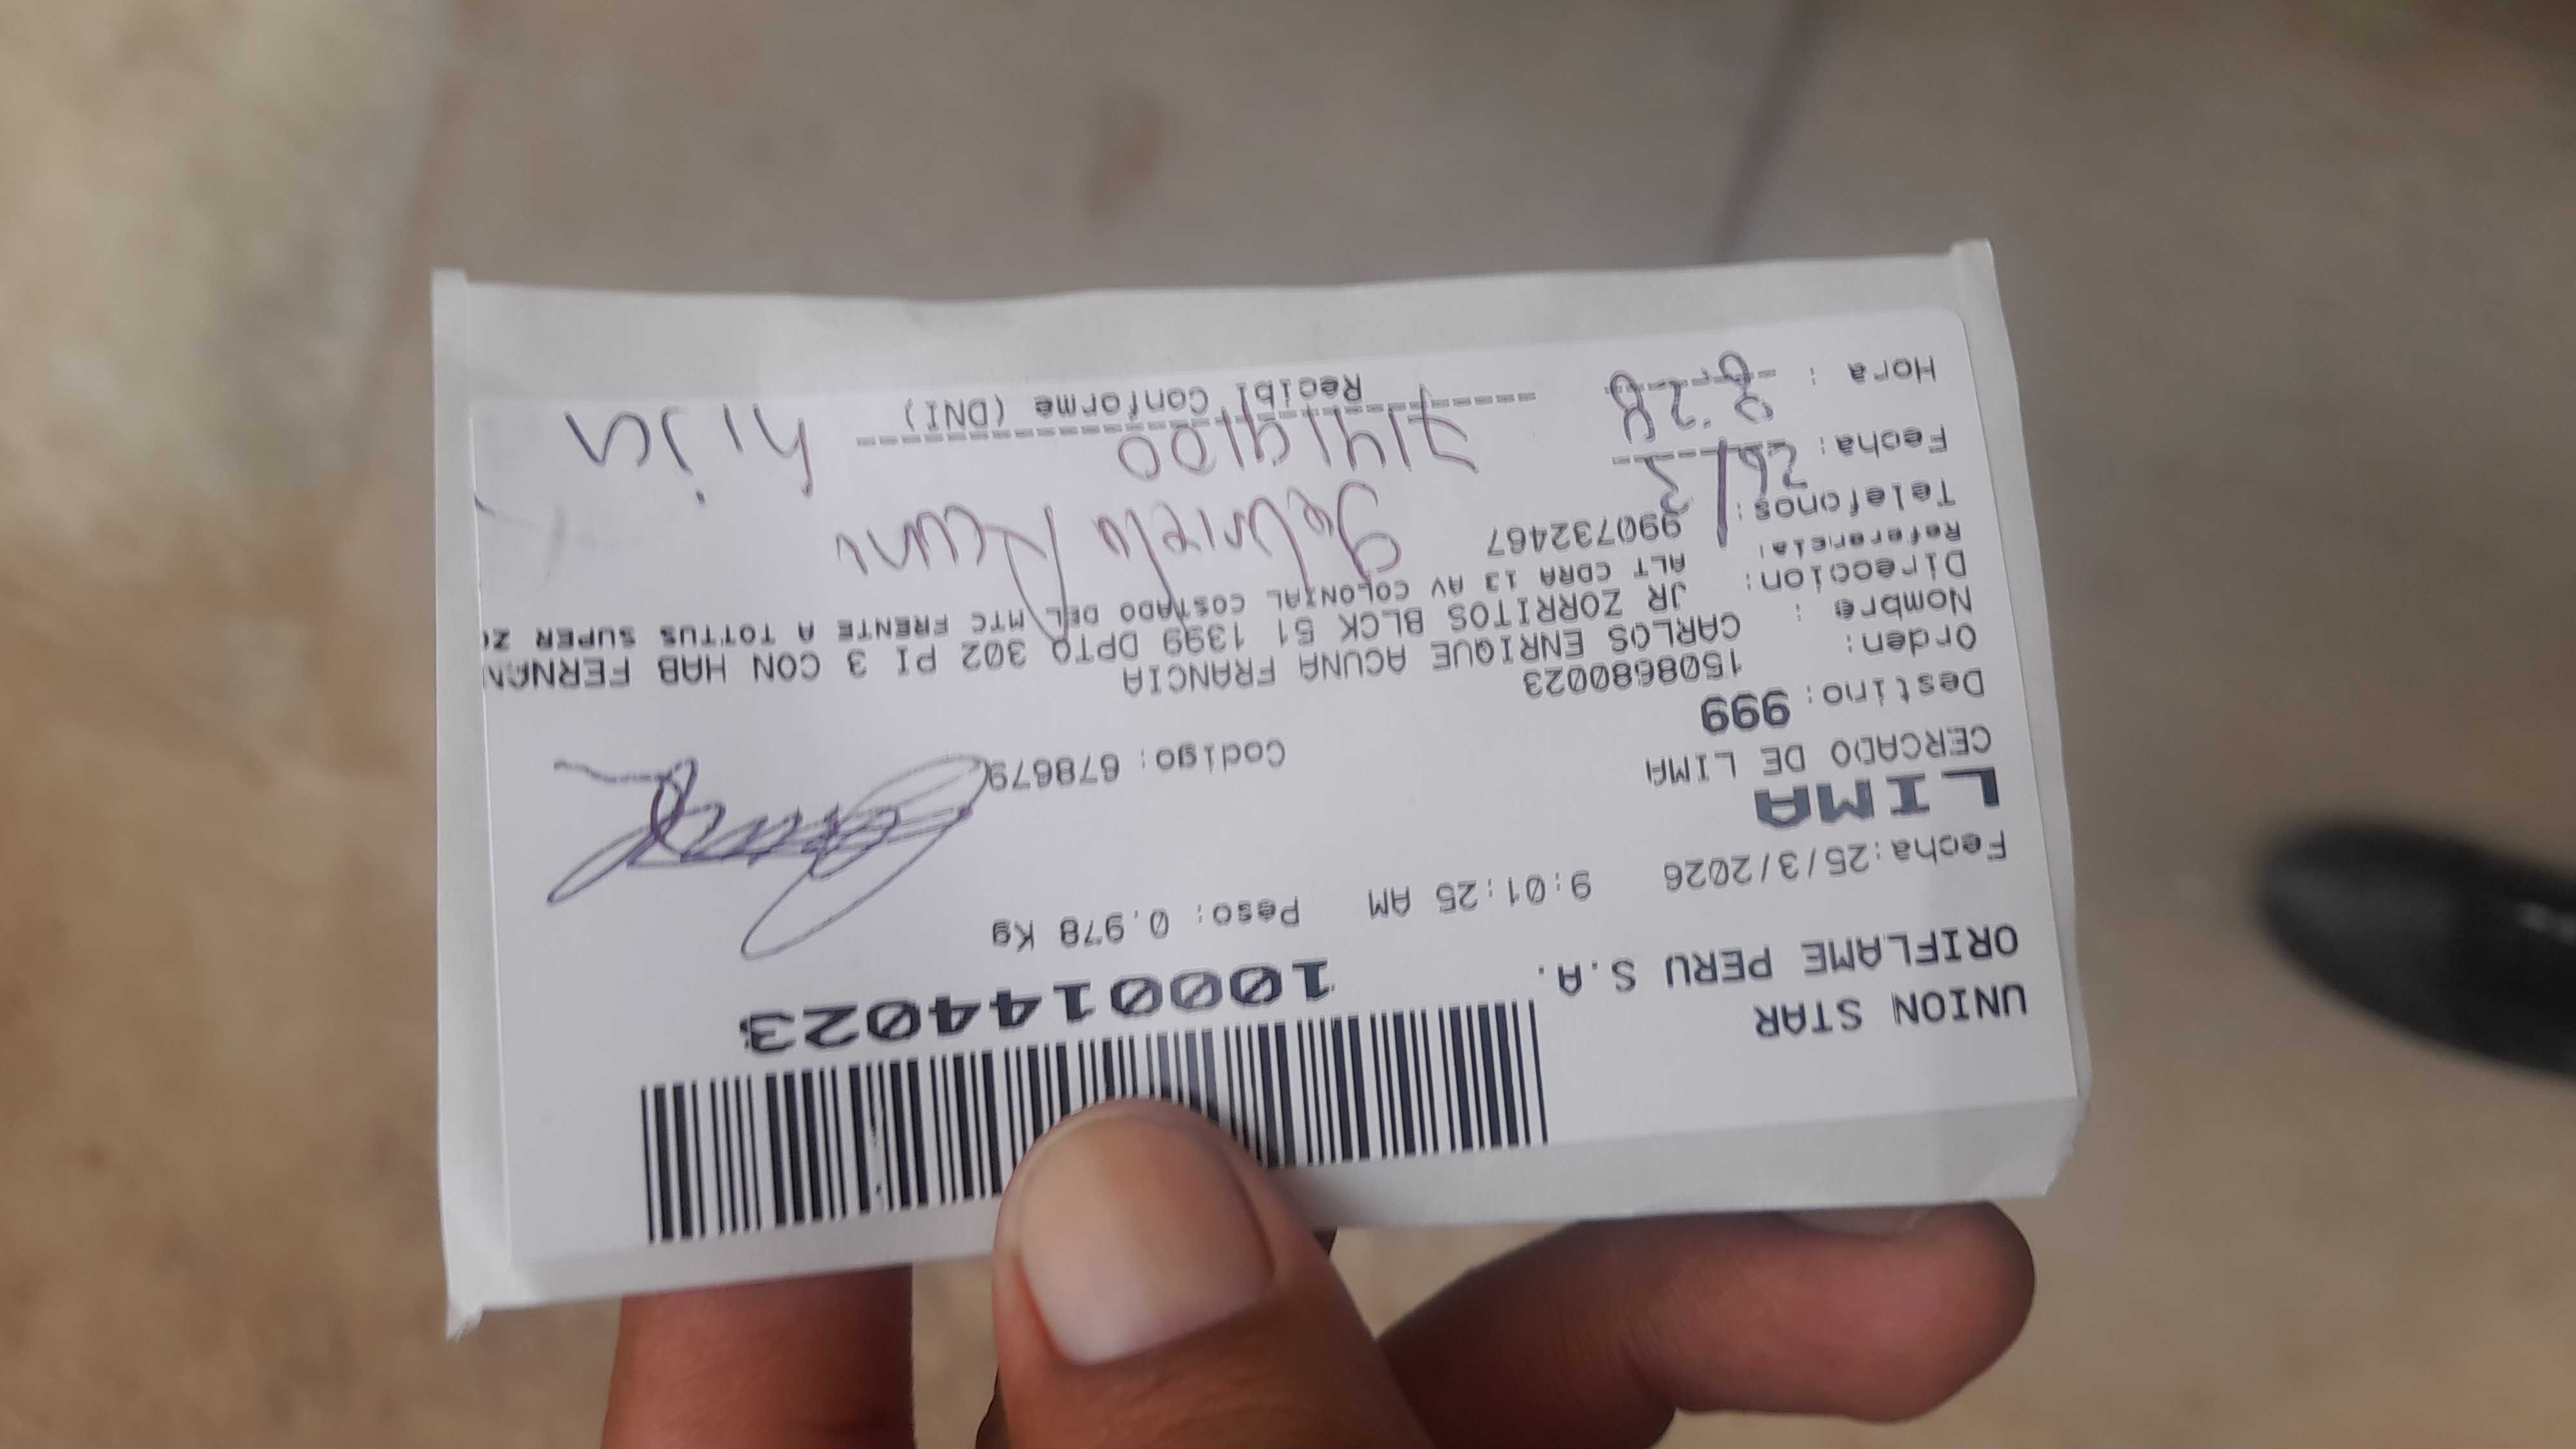 UNION STAR
ORIFLAME PERU S.A.
1000144023
Fecha:25/3/2026 9:01:25 AM Peso: 0.978 Kg
LIMA
CERCADO DE LIMA Codigo: 678679
Destino: 999
Orden: 1508680023
Nombre : CARLOS ENRIQUE ACUNA FRANCIA
Direccion: JR ZORRITOS BLCK 51 1399 DPTO 302 PI 3 CON HAB FERNAN
Referencia: ALT CDRA 13 AV COLONIAL COSTADO DEL MTC FRENTE A TOTTUS SUPER ZO
Telefonos: 990732467
Fecha: 26/3
Hora : 8:28
hija
Recibi Conforme (DNI)